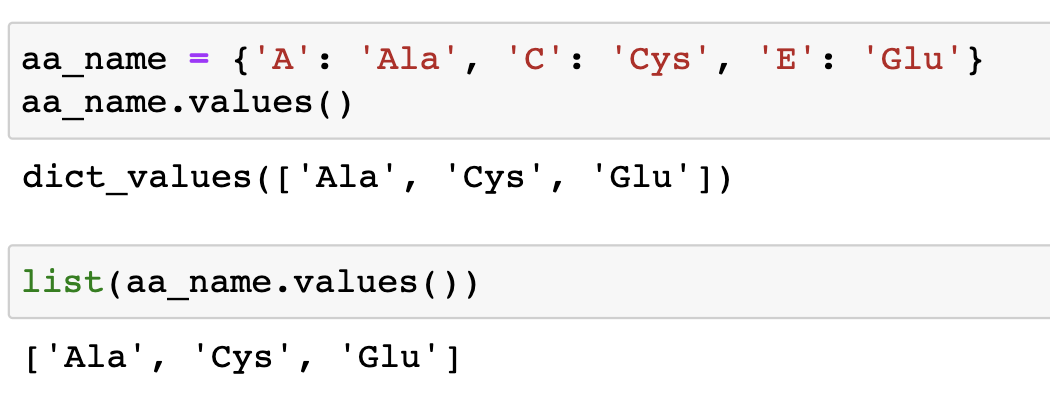 aa_name = {'A': 'Ala', 'C': 'Cys', 'E': 'Glu'}
aa_name.values()
dict_values(['Ala', 'Cys', 'Glu'])
list(aa_name.values())
['Ala', 'Cys', 'Glu']